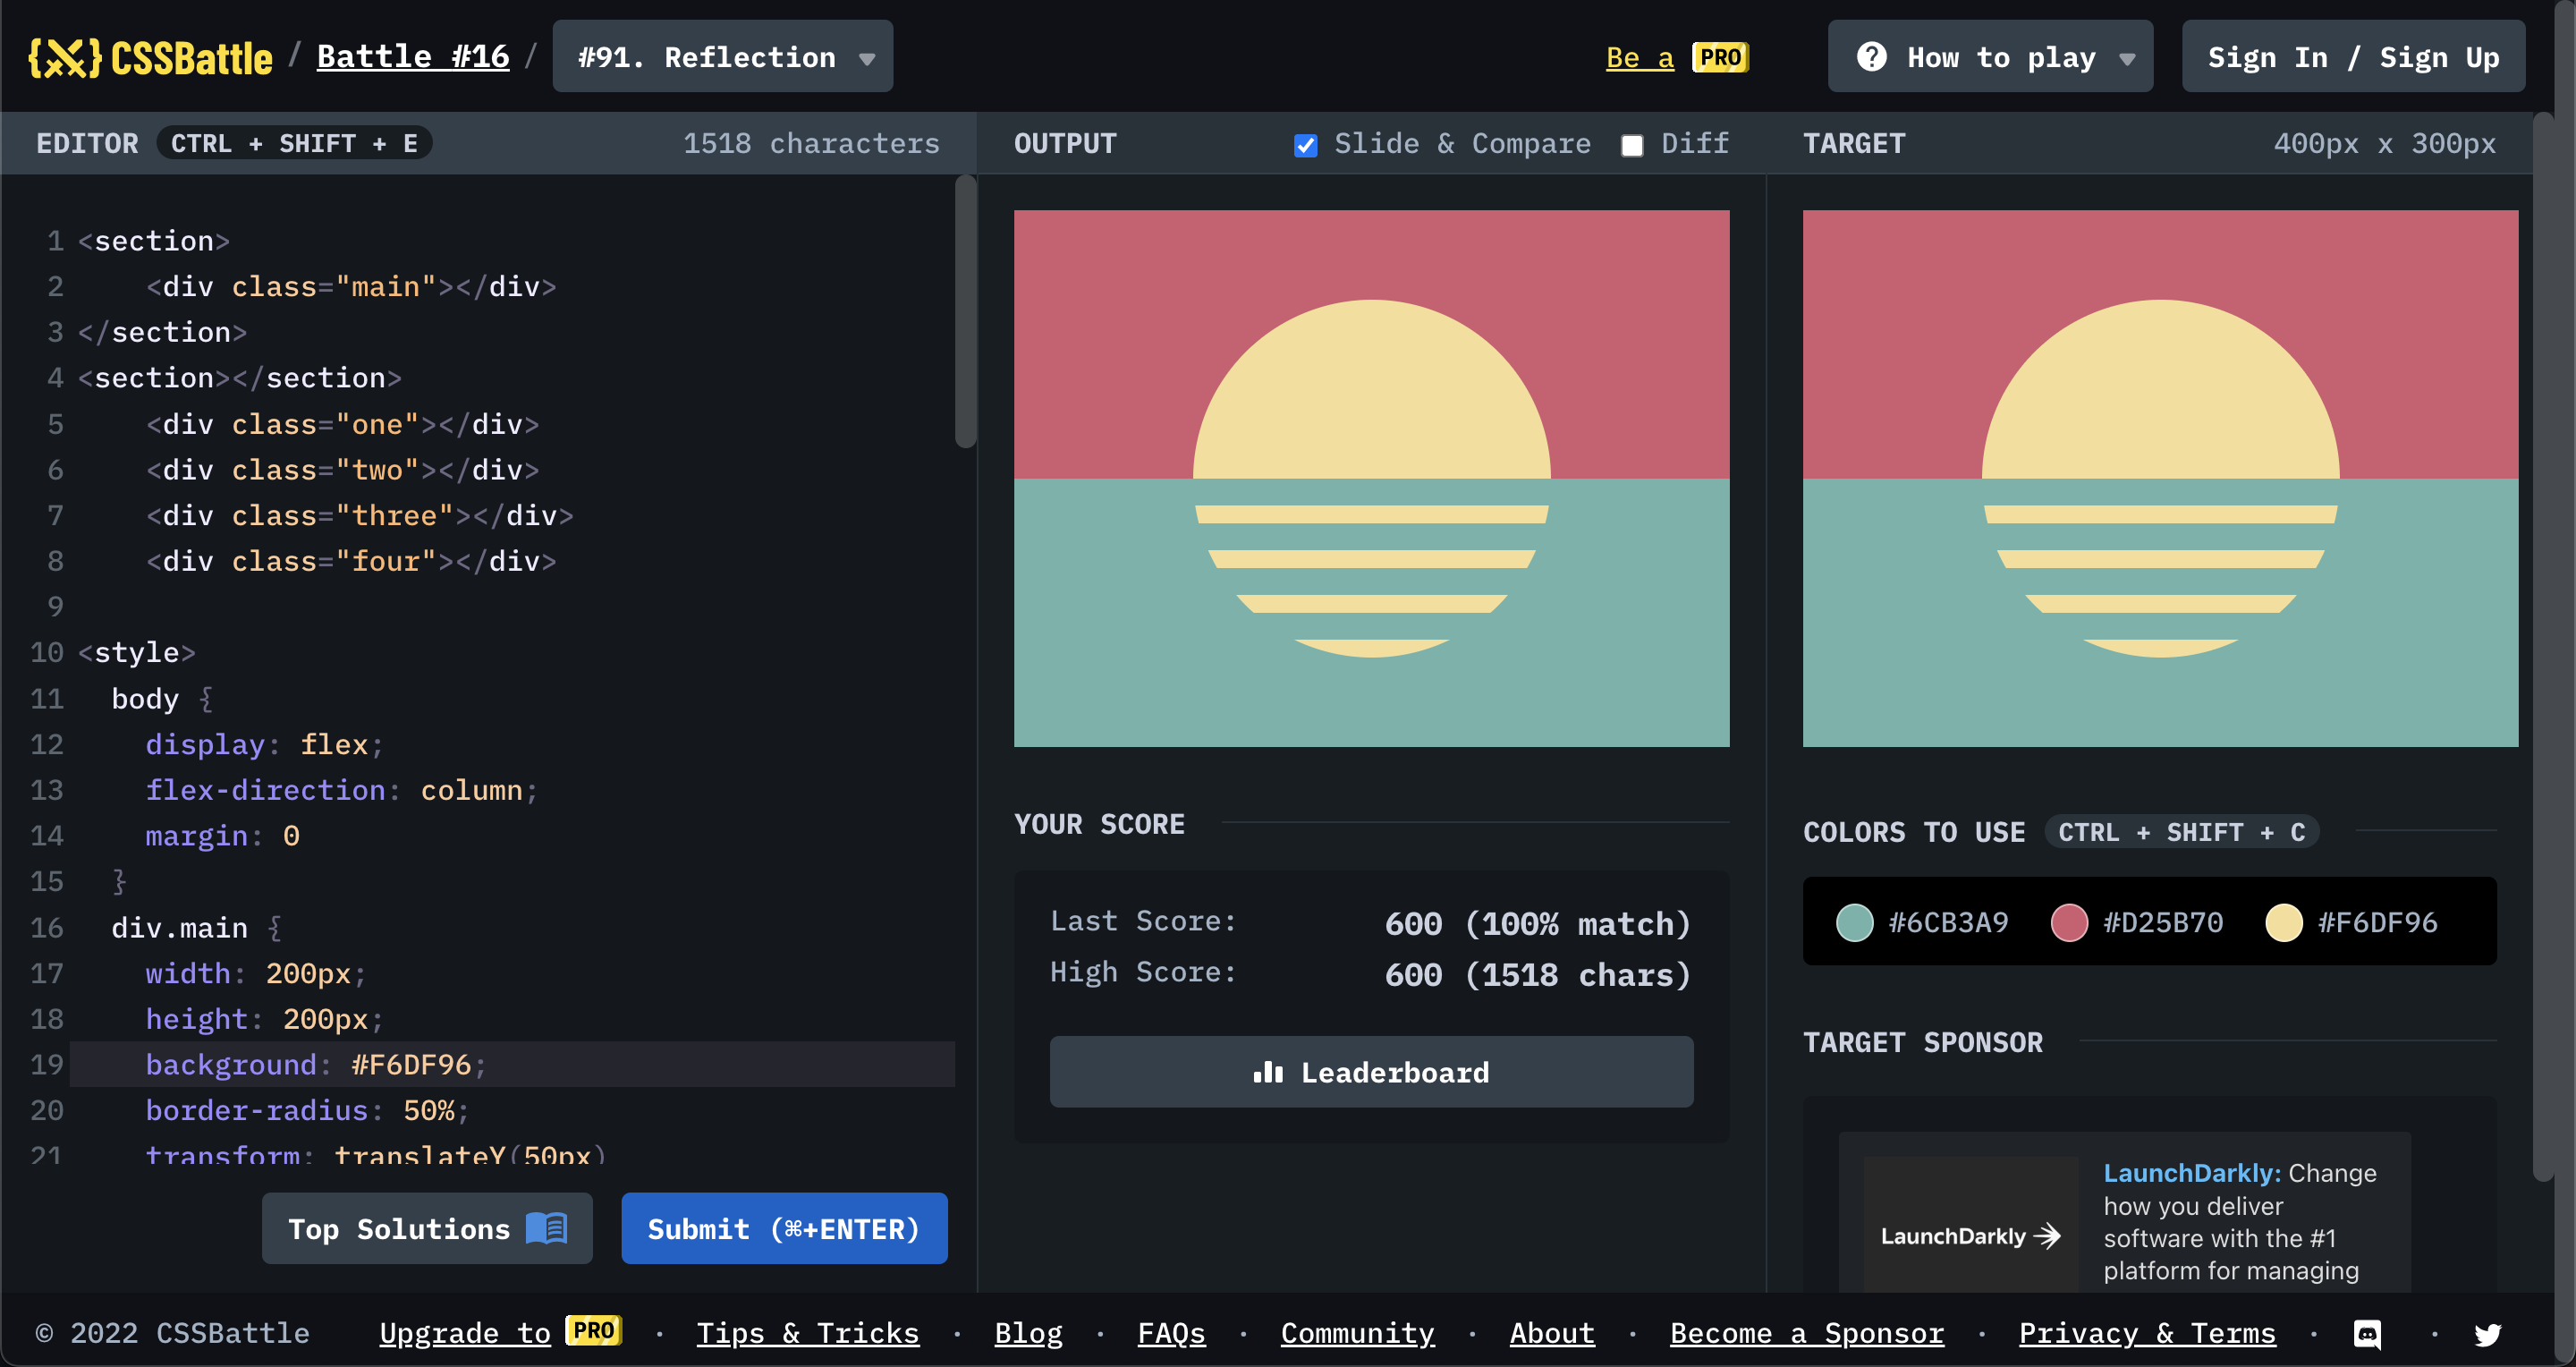 {X} CSSBattle / Battle #16 / #91. Reflection
Be a PRO
How to play
Sign In / Sign Up
EDITOR CTRL + SHIFT + E 1518 characters
1 <section>
2 <div class="main"></div>
3 </section>
4 <section></section>
5 <div class="one"></div>
6 <div class="two"></div>
7 <div class="three"></div>
8 <div class="four"></div>
9
10 <style>
11 body {
12 display: flex;
13 flex-direction: column;
14 margin: 0
15 }
16 div.main {
17 width: 200px;
18 height: 200px;
19 background: #F6DF96;
20 border-radius: 50%;
21 transform: translateY(50px)
Top Solutions
Submit (⌘+ENTER)
OUTPUT Slide & Compare Diff
YOUR SCORE
Last Score: 600 (100% match)
High Score: 600 (1518 chars)
Leaderboard
TARGET 400px x 300px
COLORS TO USE CTRL + SHIFT + C
#6CB3A9 #D25B70 #F6DF96
TARGET SPONSOR
LaunchDarkly
LaunchDarkly: Change
how you deliver
software with the #1
platform for managing
© 2022 CSSBattle Upgrade to PRO · Tips & Tricks · Blog · FAQs · Community · About · Become a Sponsor · Privacy & Terms · ·